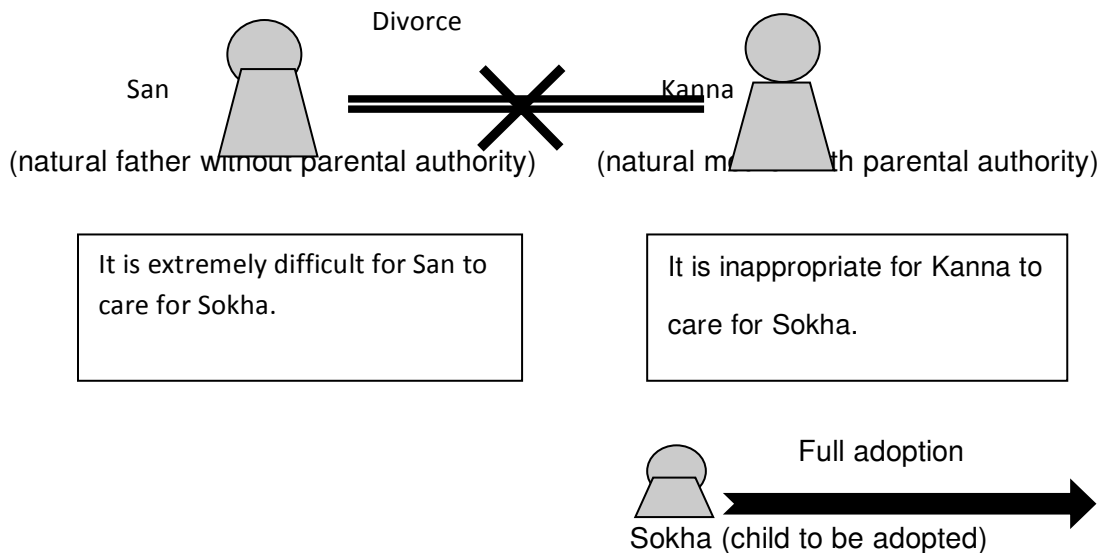 Divorce
San
Kanna
(natural father without parental authority)
(natural parental authority)
It is extremely difficult for San to
care for Sokha.
It is inappropriate for Kanna to
care for Sokha.
Full adoption
Sokha (child to be adopted)